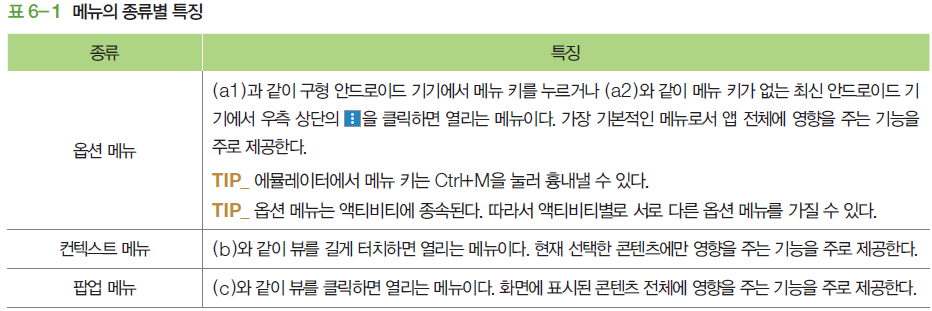 표 6-1 메뉴의 종류별 특징
종류 특징
옵션 메뉴
(a1)과 같이 구형 안드로이드 기기에서 메뉴 키를 누르거나 (a2)와 같이 메뉴 키가 없는 최신 안드로이드 기
기에서 우측 상단의 을 클릭하면 열리는 메뉴이다. 가장 기본적인 메뉴로서 앱 전체에 영향을 주는 기능을
주로 제공한다.
TIP_ 에뮬레이터에서 메뉴 키는 Ctrl+M을 눌러 흉내낼 수 있다.
TIP_ 옵션 메뉴는 액티비티에 종속된다. 따라서 액티비티별로 서로 다른 옵션 메뉴를 가질 수 있다.
컨텍스트 메뉴 (b)와 같이 뷰를 길게 터치하면 열리는 메뉴이다. 현재 선택한 콘텐츠에만 영향을 주는 기능을 주로 제공한다.
팝업 메뉴 (c)와 같이 뷰를 클릭하면 열리는 메뉴이다. 화면에 표시된 콘텐츠 전체에 영향을 주는 기능을 주로 제공한다.